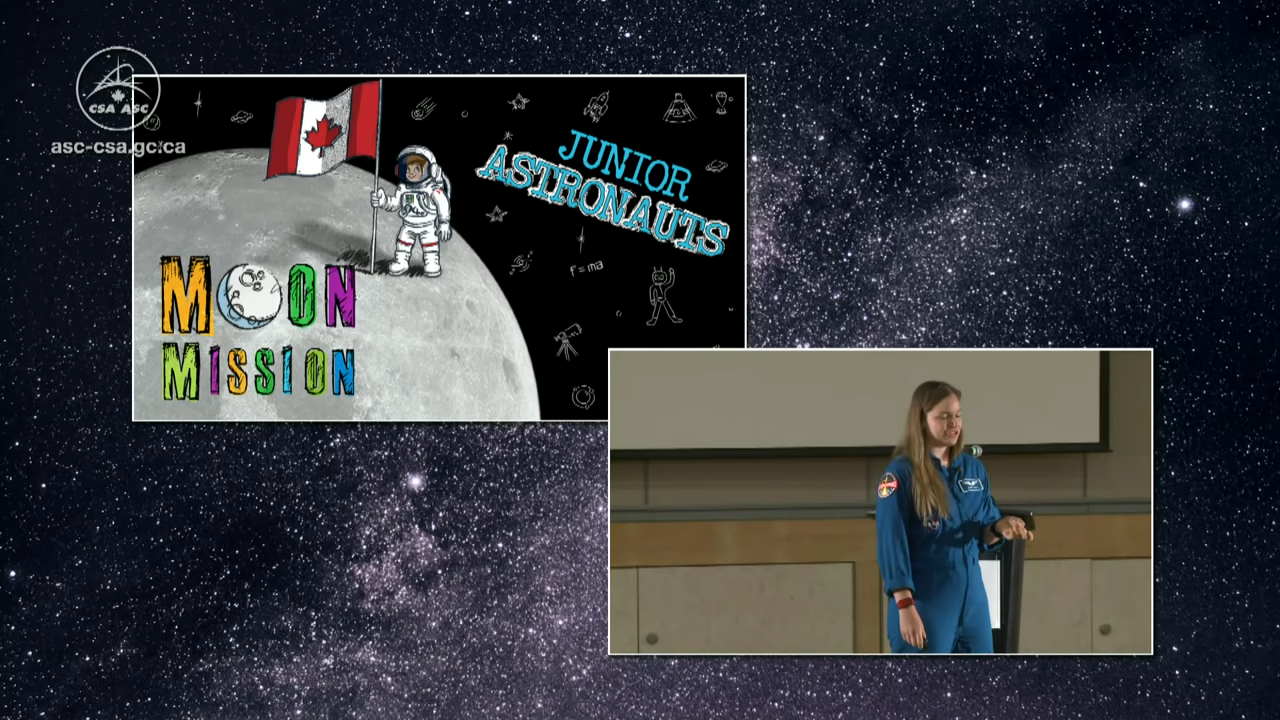 CSA ASC
asc-csa.gc.ca
JUNIOR
ASTRONAUTS
f=ma
MOON
MISSION